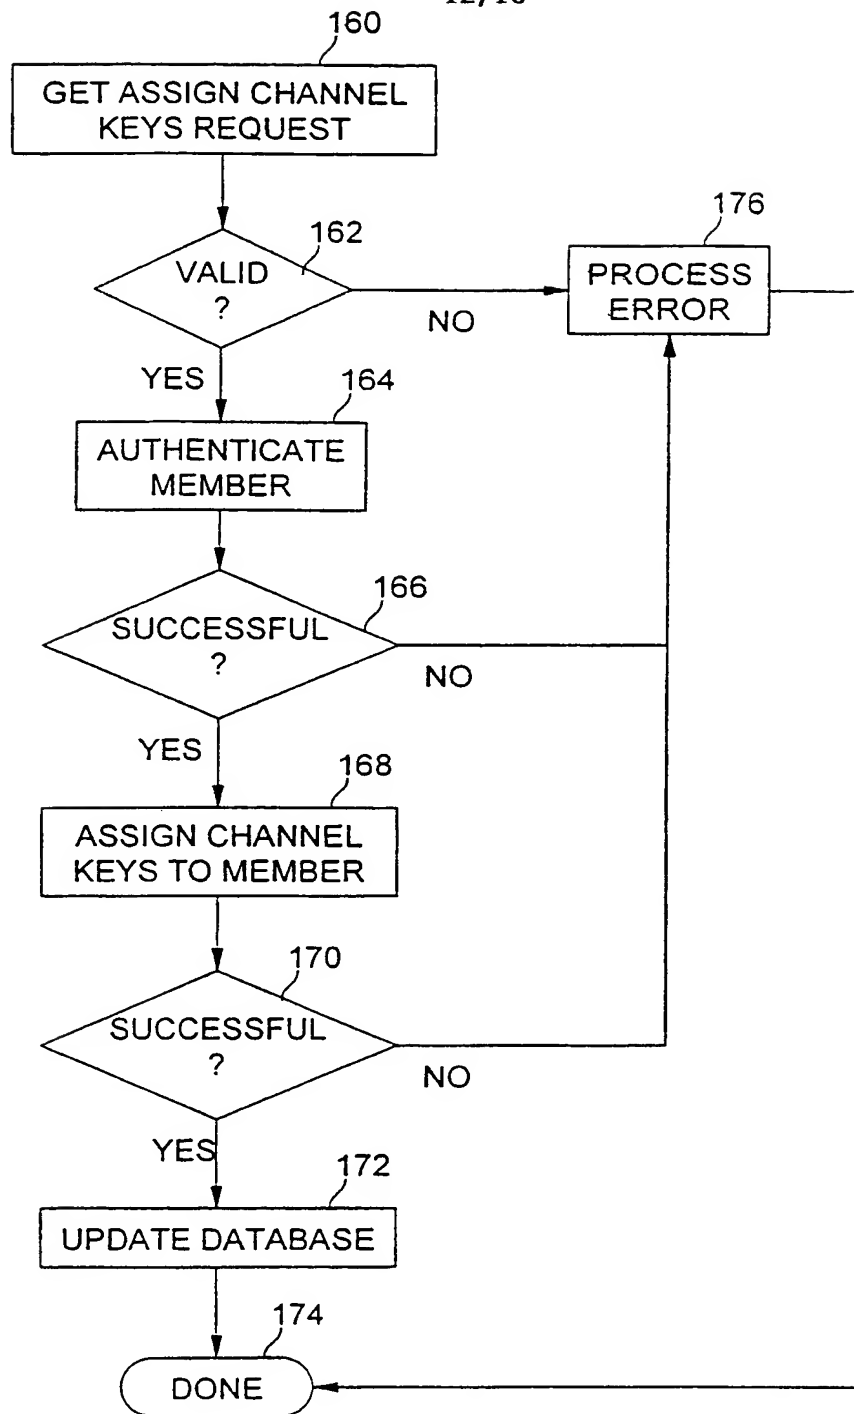 160
GET ASSIGN CHANNEL
KEYS REQUEST
162
VALID
?
NO
176
PROCESS
ERROR
YES
164
AUTHENTICATE
MEMBER
166
SUCCESSFUL
?
NO
YES
168
ASSIGN CHANNEL
KEYS TO MEMBER
170
SUCCESSFUL
?
NO
YES
172
UPDATE DATABASE
174
DONE